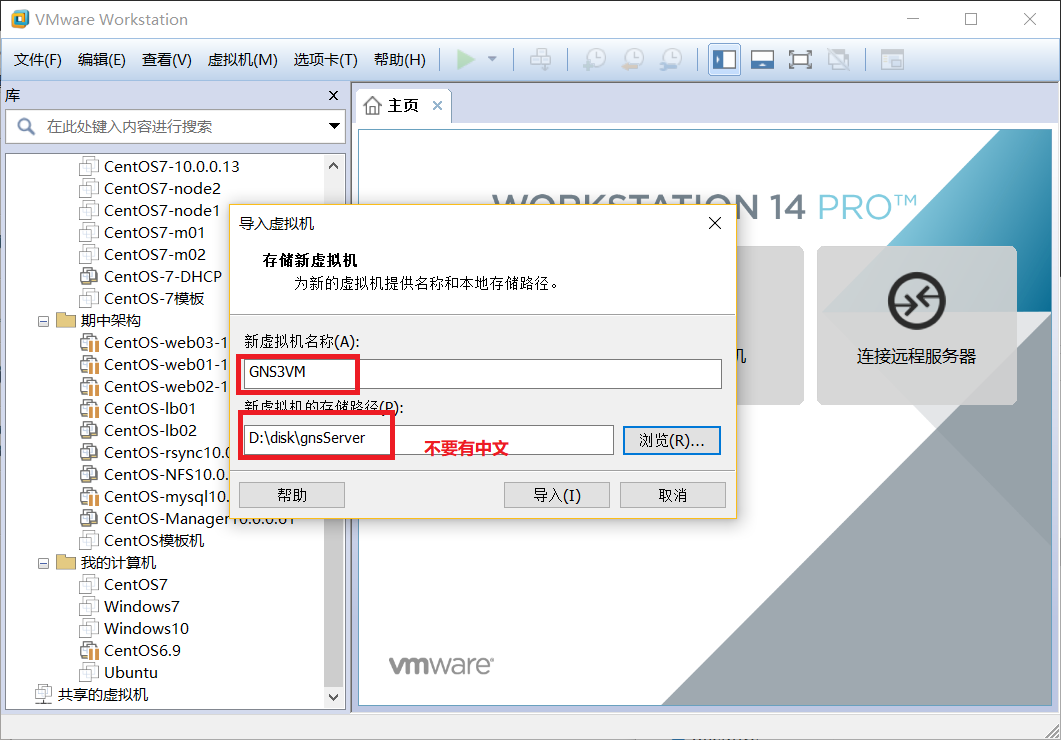 VMware Workstation
文件(F) 编辑(E) 查看(V) 虚拟机(M) 选项卡(T) 帮助(H)
库
在此处键入内容进行搜索
CentOS7-10.0.0.13
CentOS7-node2
CentOS7-node1
CentOS7-m01
CentOS7-m02
CentOS-7-DHCP
CentOS-7模板
期中架构
CentOS-web03-1
CentOS-web01-1
CentOS-web02-1
CentOS-lb01
CentOS-lb02
CentOS-rsync10.0
CentOS-NFS10.0.
CentOS-mysql10.
CentOS-Manager10.0.0.61
CentOS模板机
我的计算机
CentOS7
Windows7
Windows10
CentOS6.9
Ubuntu
共享的虚拟机
主页
WORKSTATION 14 PRO™
机
连接远程服务器
导入虚拟机
存储新虚拟机
为新的虚拟机提供名称和本地存储路径。
新虚拟机名称(A):
GNS3VM
新虚拟机的存储路径(P):
D:\disk\gnsServer
不要有中文
浏览(R)...
帮助
导入(I)
取消
vmware®